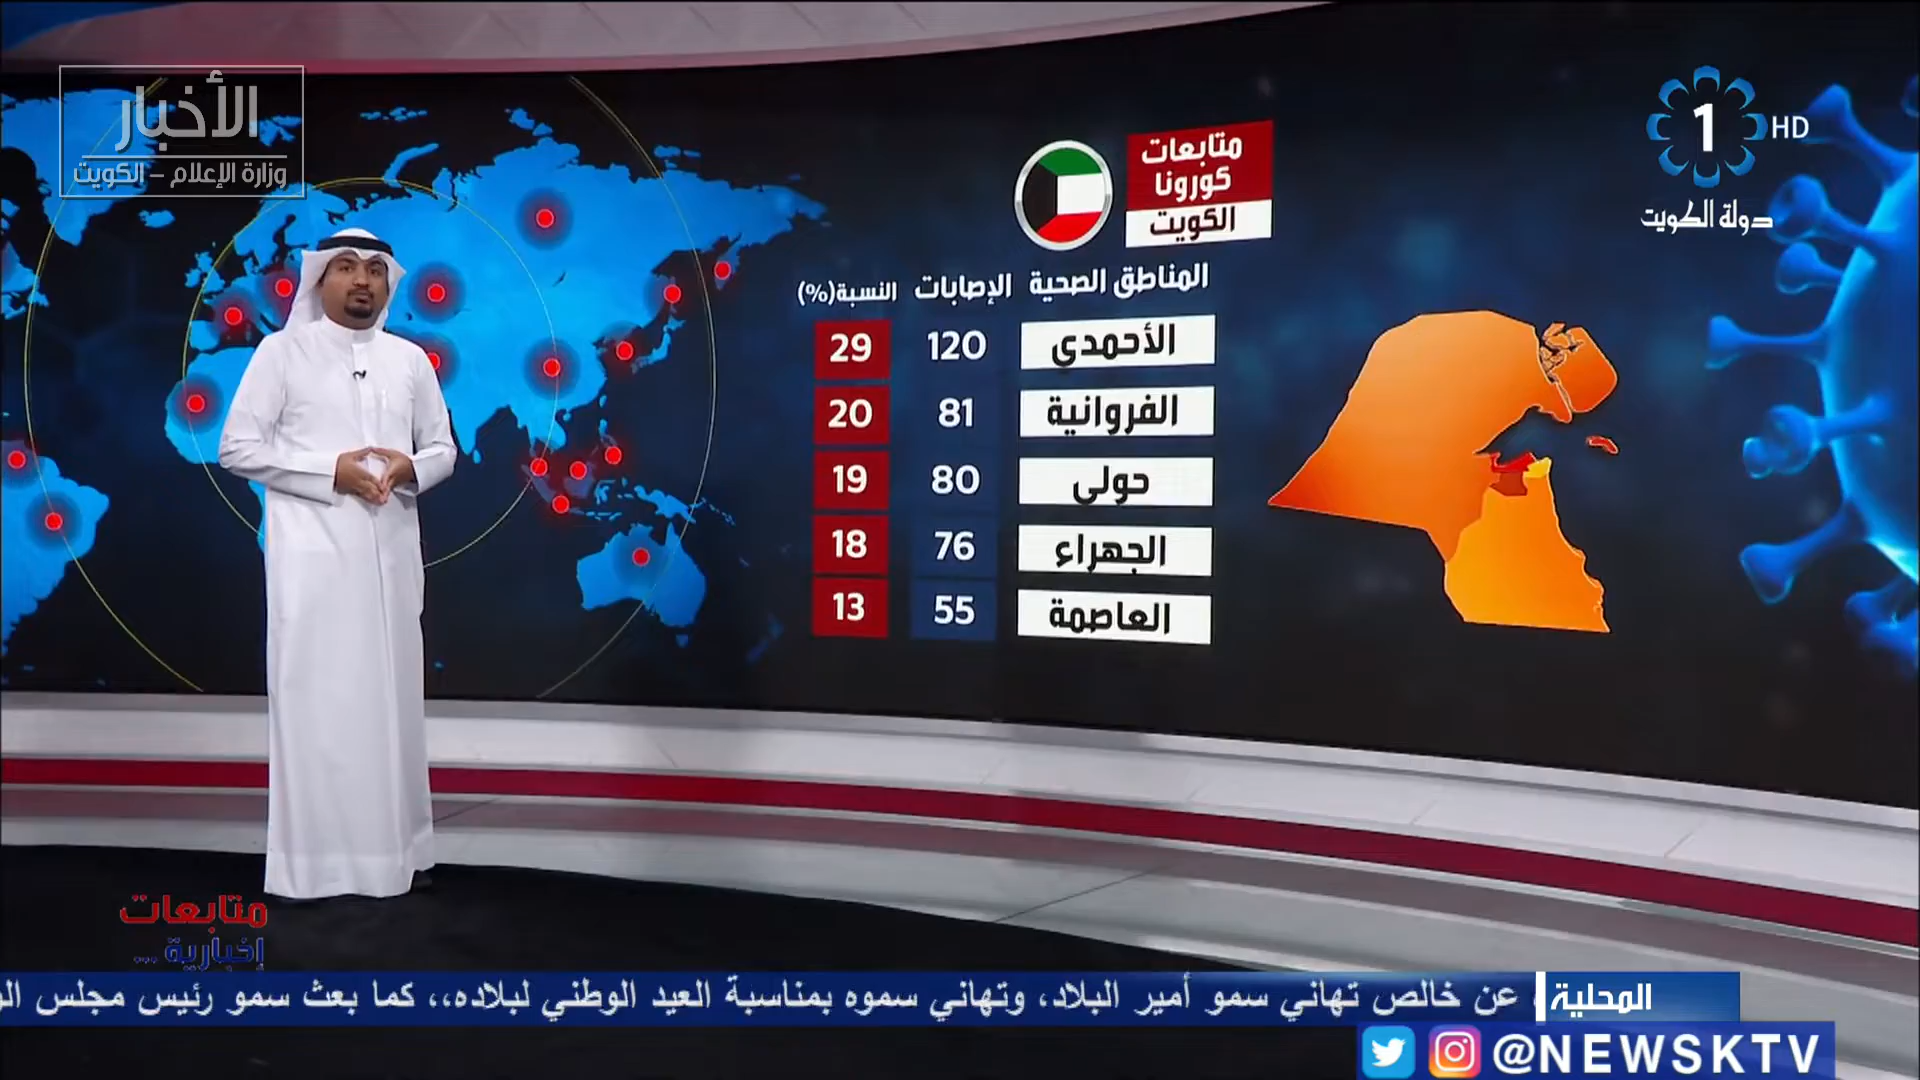 الأخبار
وزارة الإعلام – الكويت
1 HD
دولة الكويت
متابعات
كورونا
الكويت
المناطق الصحية الإصابات النسبة(%)
الأحمدي 120 29
الفروانية 81 20
حولي 80 19
الجهراء 76 18
العاصمة 55 13
متابعات
إخبارية ...
المحلية
عن خالص تهاني سمو أمير البلاد، وتهاني سموه بمناسبة العيد الوطني لبلاده،، كما بعث سمو رئيس مجلس
@NEWSKTV